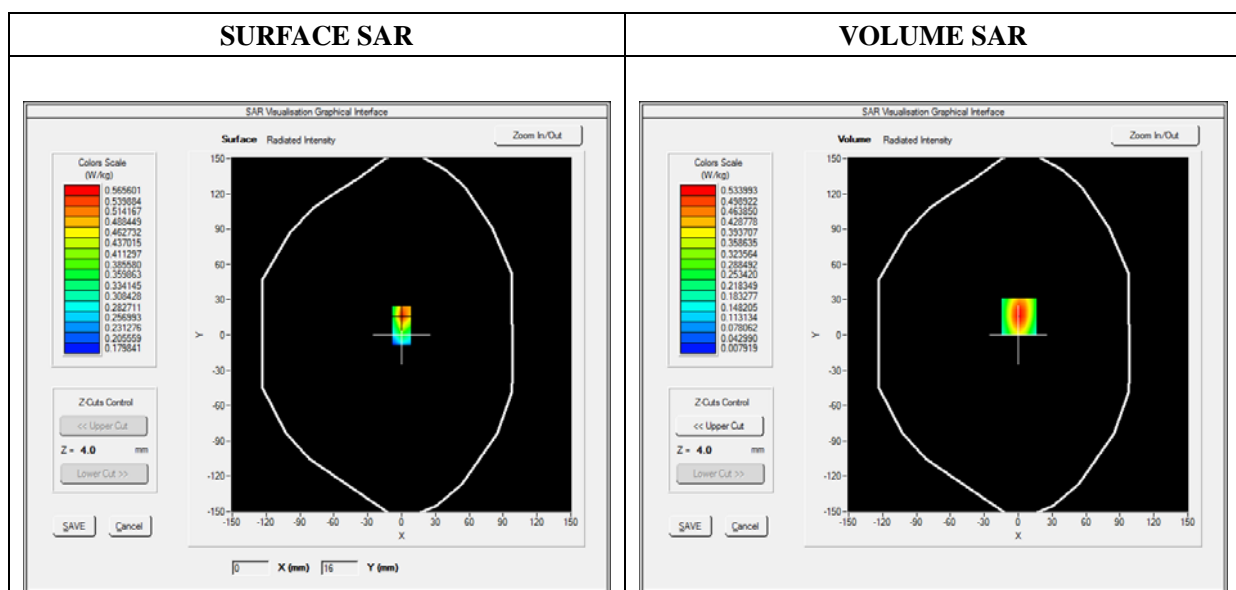 SURFACE SAR
VOLUME SAR
SAR Visualisation Graphical Interface
Surface Radiated Intensity
Zoom In/Out
Colors Scale
(W/kg)
0.565601
0.539884
0.514167
0.488449
0.462732
0.437015
0.411297
0.385580
0.359863
0.334145
0.308428
0.282711
0.256993
0.231276
0.205559
0.179841
150
120
90
60
30
0
-30
-60
-90
-120
-150
Y
-150 -120 -90 -60 -30 0 30 60 90 120 150
X
Z-Cuts Control
<< Upper Cut
Z = 4.0 mm
Lower Cut >>
SAVE Cancel
0 X (mm) 16 Y (mm)
SAR Visualisation Graphical Interface
Volume Radiated Intensity
Zoom In/Out
Colors Scale
(W/kg)
0.533993
0.498922
0.463850
0.428778
0.393707
0.358635
0.323564
0.288492
0.253420
0.218349
0.183277
0.148205
0.113134
0.078062
0.042990
0.007919
150
120
90
60
30
0
-30
-60
-90
-120
-150
Y
-150 -120 -90 -60 -30 0 30 60 90 120 150
X
Z-Cuts Control
<< Upper Cut
Z = 4.0 mm
Lower Cut >>
SAVE Cancel